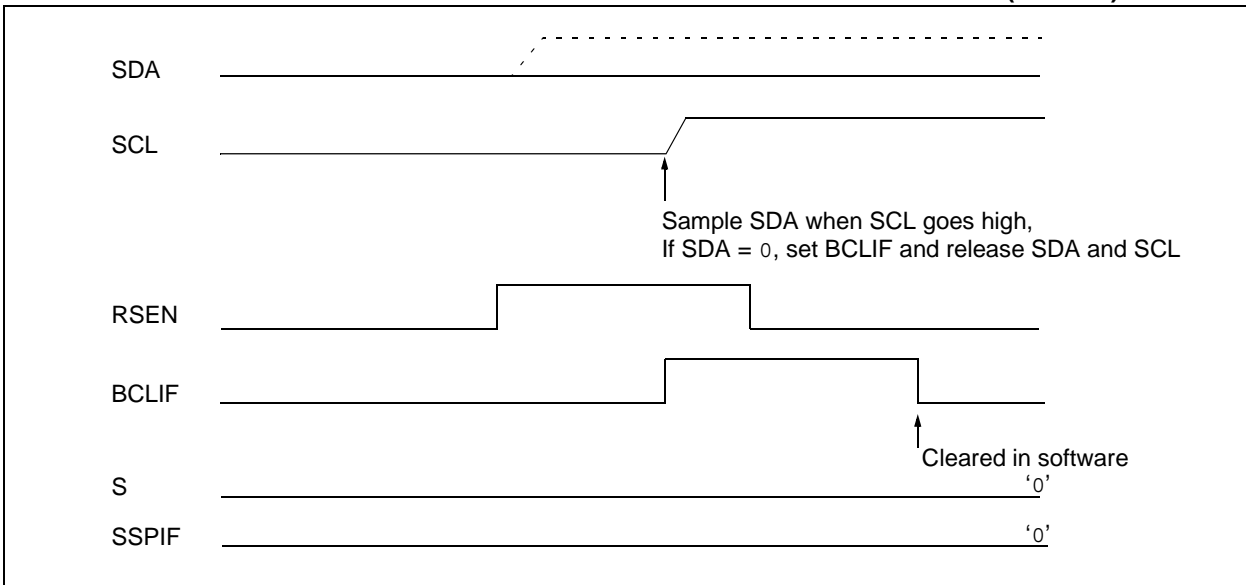 SDA
SCL
Sample SDA when SCL goes high,
If SDA = 0, set BCLIF and release SDA and SCL
RSEN
BCLIF
Cleared in software
S
‘0’
SSPIF
‘0’